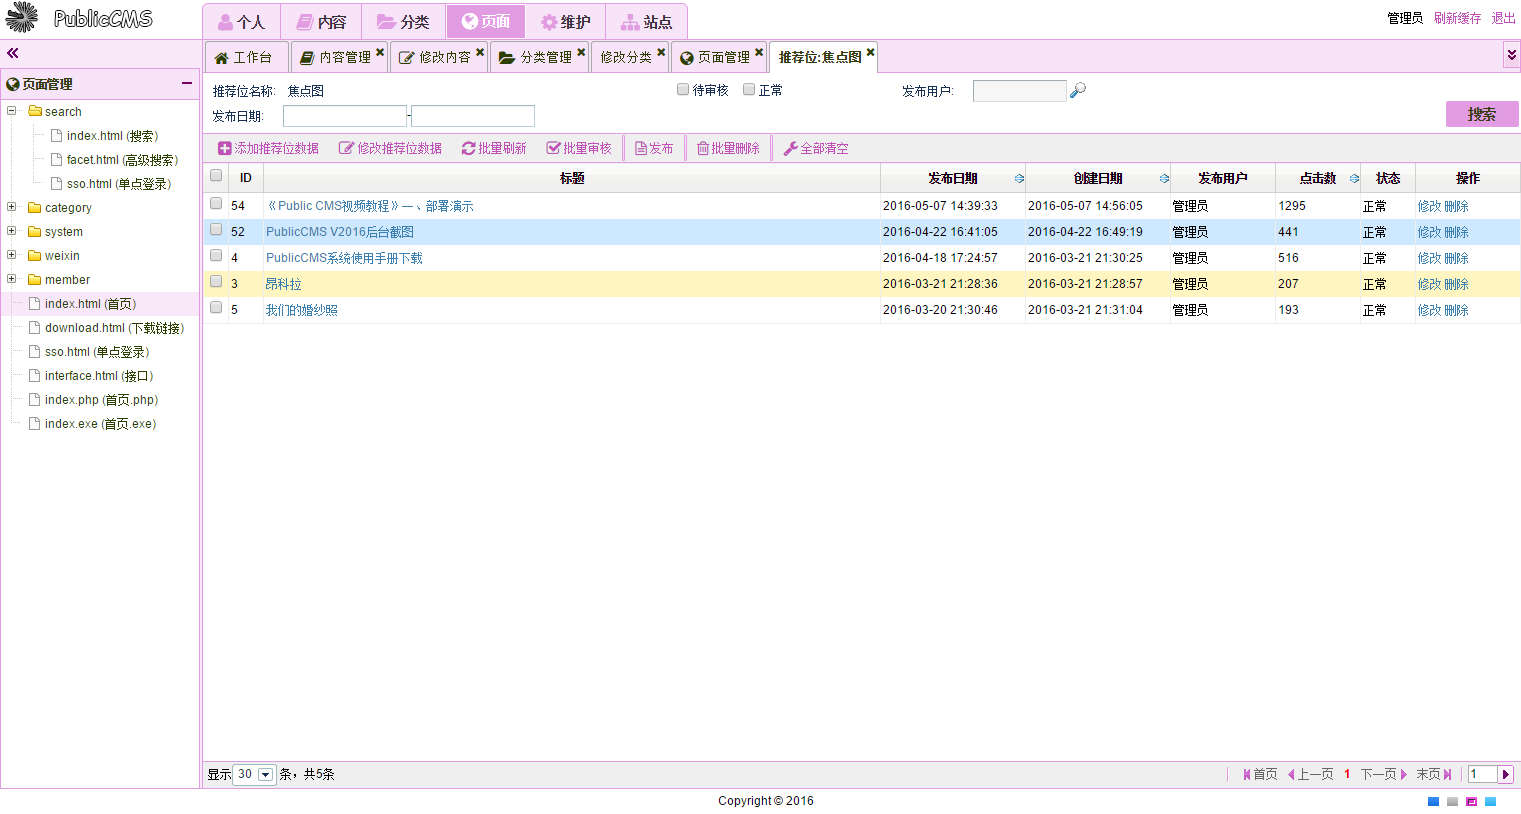 PublicCMS
个人 内容 分类 页面 维护 站点
管理员 刷新缓存 退出
工作台 内容管理 修改内容 分类管理 修改分类 页面管理 推荐位:焦点图
页面管理
search
index.html (搜索)
facet.html (高级搜索)
sso.html (单点登录)
category
system
weixin
member
index.html (首页)
download.html (下载链接)
sso.html (单点登录)
interface.html (接口)
index.php (首页.php)
index.exe (首页.exe)
推荐位名称: 焦点图 待审核 正常 发布用户:
发布日期: -
搜索
添加推荐位数据 修改推荐位数据 批量刷新 批量审核 发布 批量删除 全部清空
ID 标题 发布日期 创建日期 发布用户 点击数 状态 操作
54 《Public CMS视频教程》一、部署演示 2016-05-07 14:39:33 2016-05-07 14:56:05 管理员 1295 正常 修改 删除
52 PublicCMS V2016后台截图 2016-04-22 16:41:05 2016-04-22 16:49:19 管理员 441 正常 修改 删除
4 PublicCMS系统使用手册下载 2016-04-18 17:24:57 2016-03-21 21:30:25 管理员 516 正常 修改 删除
3 昂科拉 2016-03-21 21:28:36 2016-03-21 21:28:57 管理员 207 正常 修改 删除
5 我们的婚纱照 2016-03-20 21:30:46 2016-03-21 21:31:04 管理员 193 正常 修改 删除
显示 30 条，共5条
首页 上一页 1 下一页 末页 1
Copyright © 2016